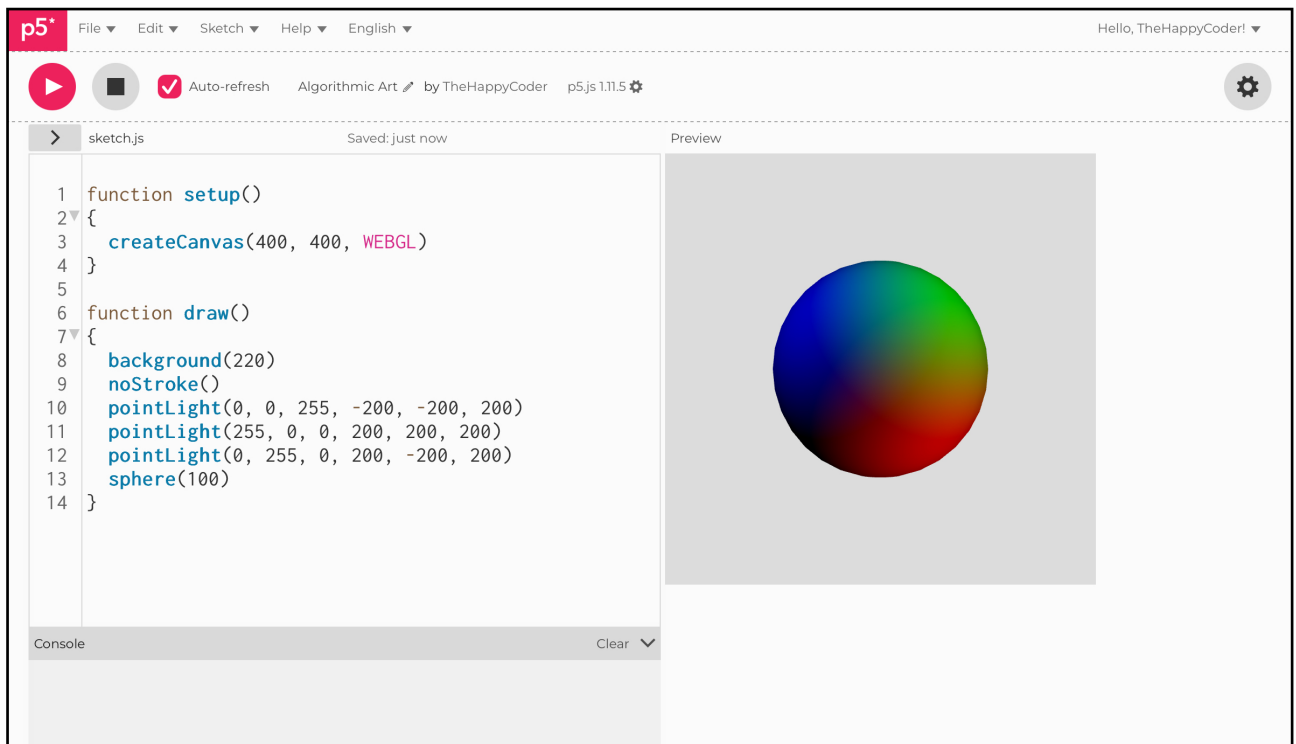 p5* File Edit Sketch Help English Hello, TheHappyCoder!
Auto-refresh Algorithmic Art by TheHappyCoder p5.js 1.11.5
sketch.js Saved: just now Preview
1 function setup()
2 {
3 createCanvas(400, 400, WEBGL)
4 }
5
6 function draw()
7 {
8 background(220)
9 noStroke()
10 pointLight(0, 0, 255, -200, -200, 200)
11 pointLight(255, 0, 0, 200, 200, 200)
12 pointLight(0, 255, 0, 200, -200, 200)
13 sphere(100)
14 }
Console Clear